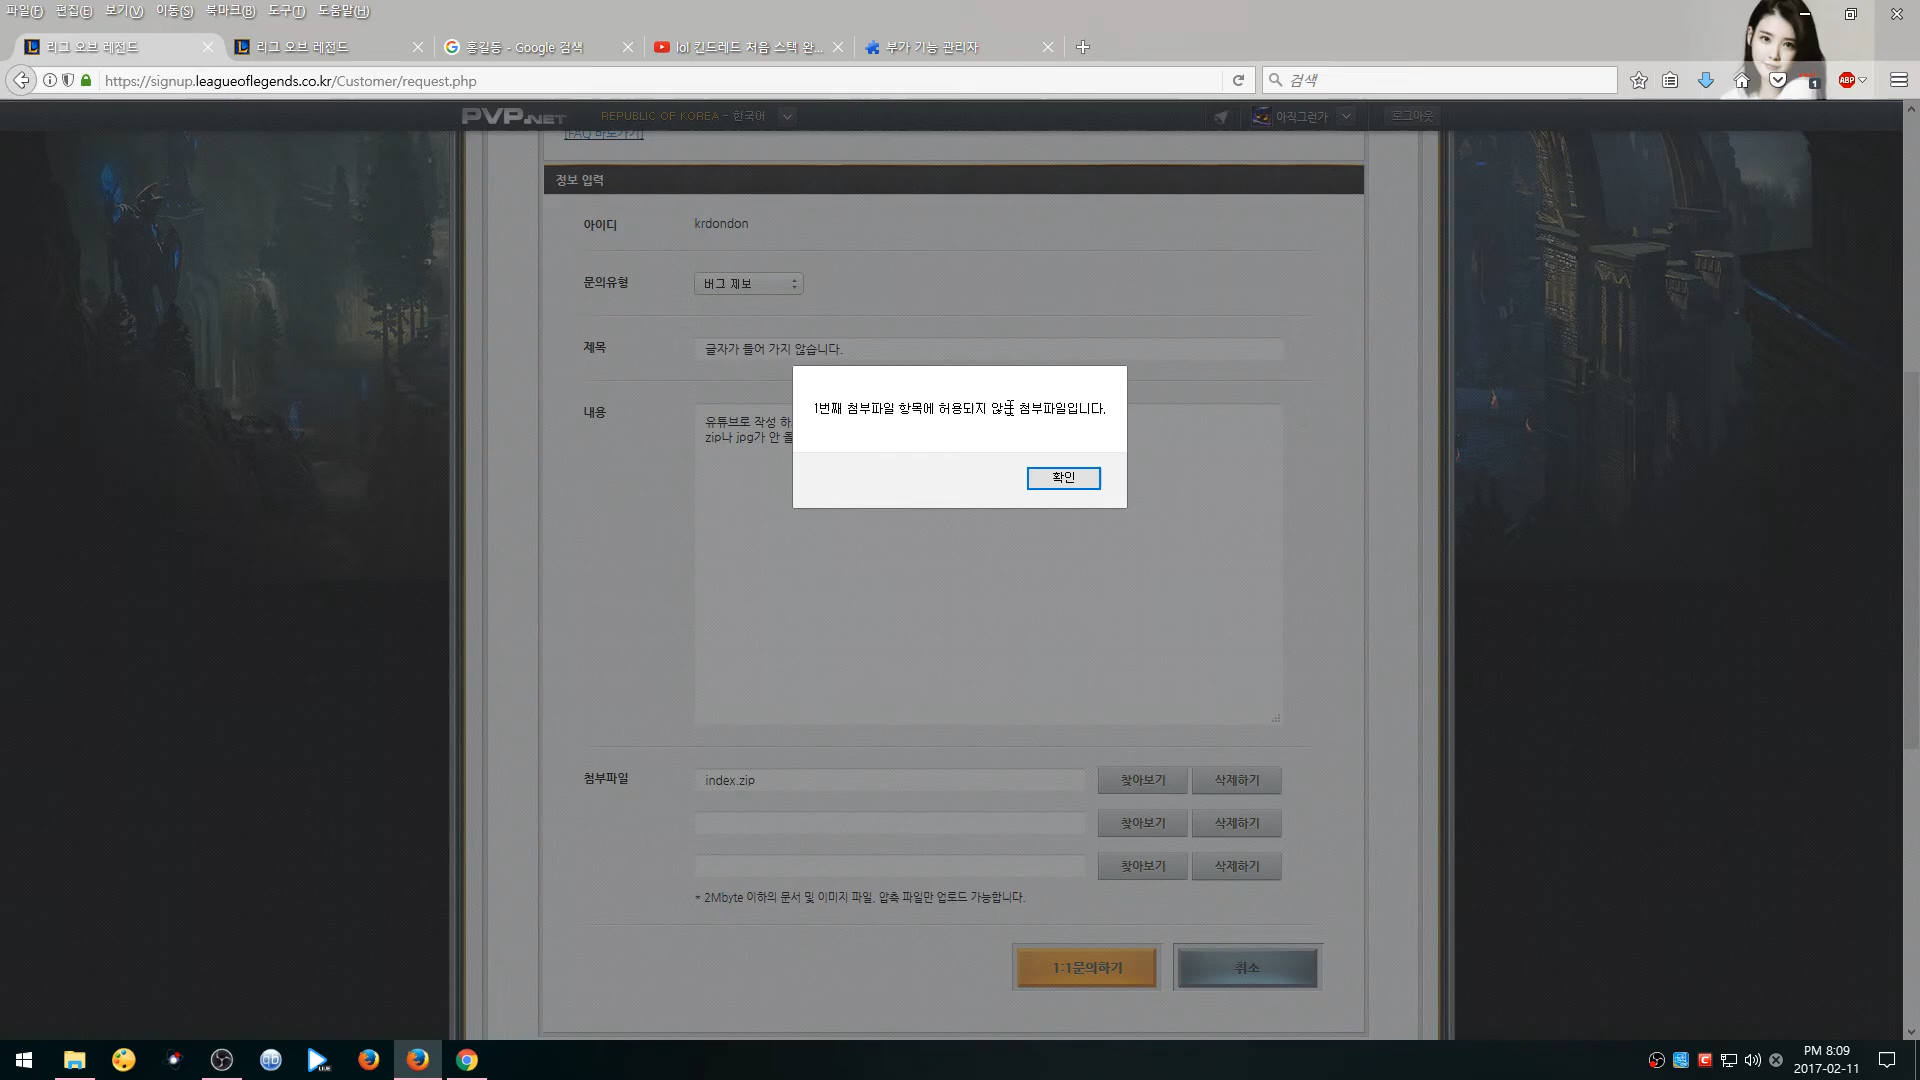 파일(F) 편집(E) 보기(V) 이동(S) 북마크(B) 도구(T) 도움말(H)
리그 오브 레전드
리그 오브 레전드
홍길동 - Google 검색
lol 킨드레드 처음 스택 완...
부가 기능 관리자
https://signup.leagueoflegends.co.kr/Customer/request.php
검색
1
ABP
PVP.NET
REPUBLIC OF KOREA - 한국어
아직그런가
로그아웃
[FAQ 바로가기]
정보 입력
아이디
krdondon
문의유형
버그 제보
제목
글자가 들어 가지 않습니다.
내용
유튜브로 작성 하
zip나 jpg가 안 올
1번째 첨부파일 항목에 허용되지 않는 첨부파일입니다.
확인
첨부파일
index.zip
찾아보기
삭제하기
찾아보기
삭제하기
찾아보기
삭제하기
* 2Mbyte 이하의 문서 및 이미지 파일, 압축 파일만 업로드 가능합니다.
1:1문의하기
취소
qb
LIVE
PM 8:09
2017-02-11